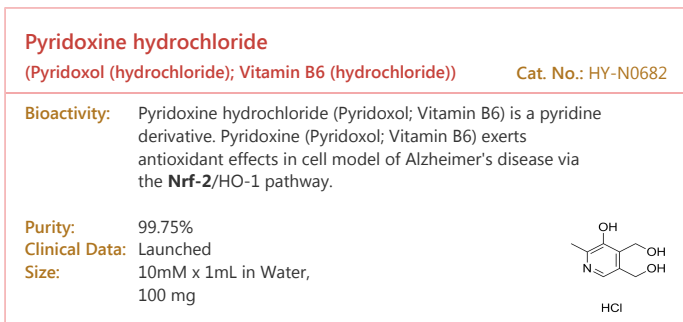 Pyridoxine hydrochloride
(Pyridoxol (hydrochloride); Vitamin B6 (hydrochloride)) Cat. No.: HY-N0682
Bioactivity: Pyridoxine hydrochloride (Pyridoxol; Vitamin B6) is a pyridine
derivative. Pyridoxine (Pyridoxol; Vitamin B6) exerts
antioxidant effects in cell model of Alzheimer's disease via
the Nrf-2/HO-1 pathway.
Purity: 99.75%
Clinical Data: Launched
Size: 10mM x 1mL in Water,
100 mg
OH
OH
N
OH
HCl